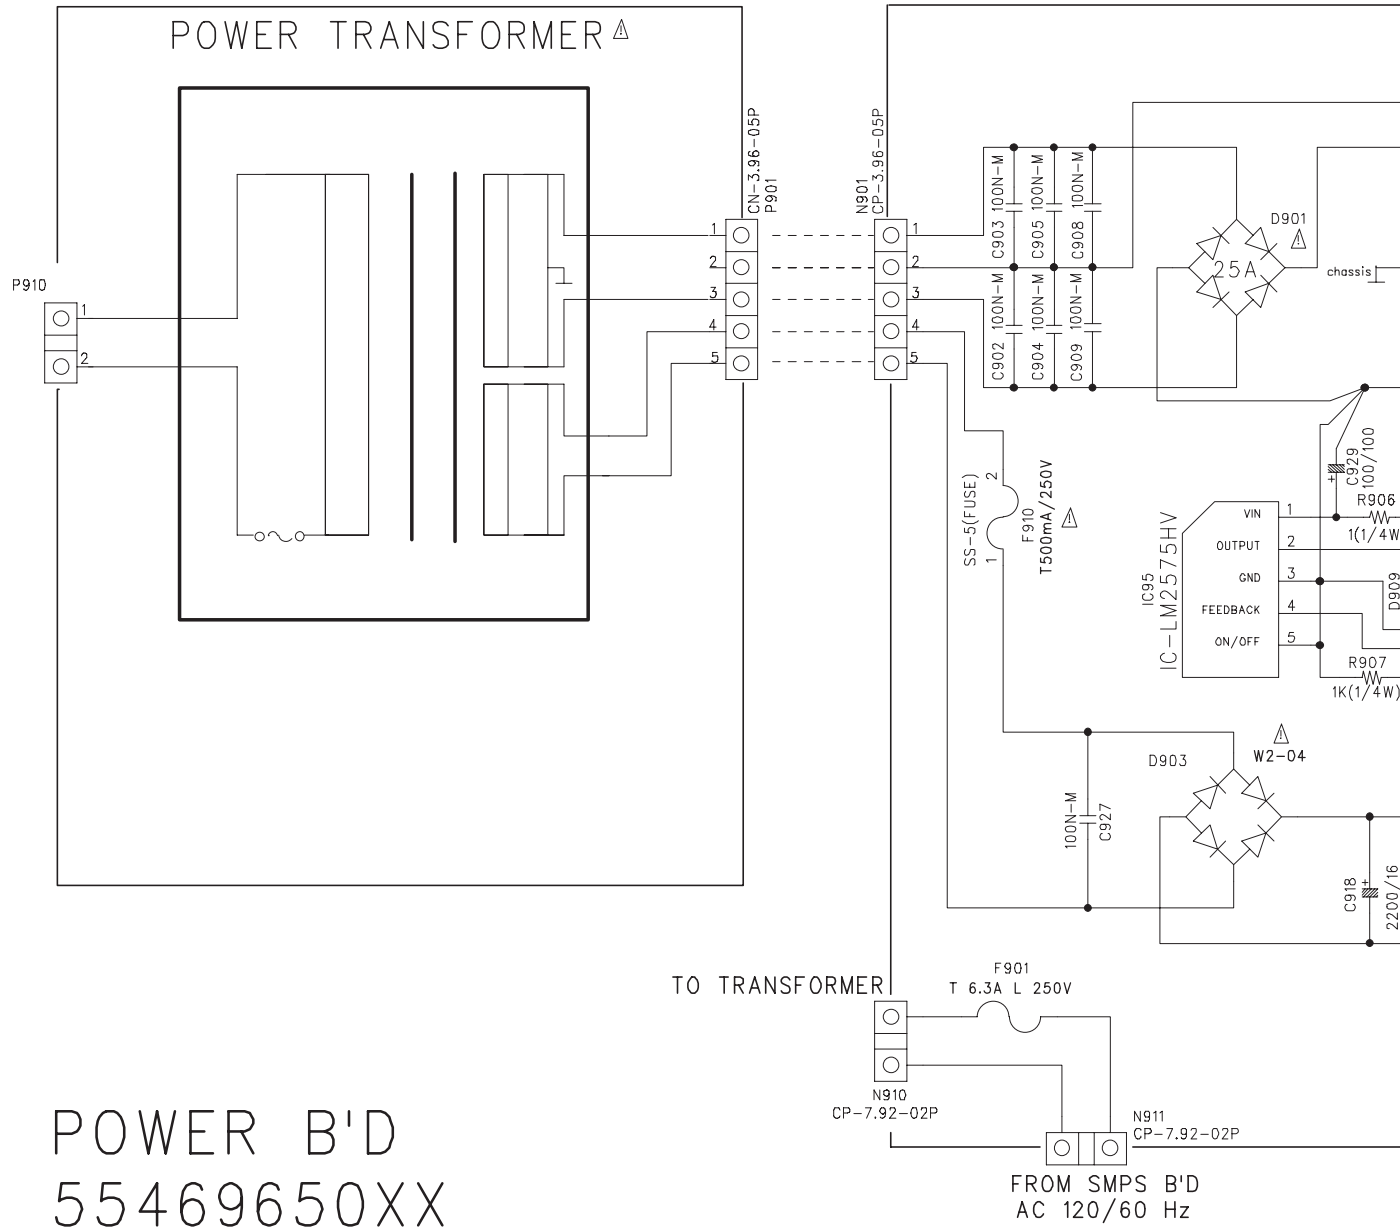 POWER TRANSFORMER
P910
1
2
CN-3.96-05P
P901
1
2
3
4
5
N901
CP-3.96-05P
1
2
3
4
5
C903 100N-M
C905 100N-M
C908 100N-M
C902 100N-M
C904 100N-M
C909 100N-M
D901
25A
chassis
C929
100/100
+
R906
1(1/4W
SS-5(FUSE)
2
1
F910
T500mA/250V
IC95
IC-LM2575HV
VIN 1
OUTPUT 2
GND 3
FEEDBACK 4
ON/OFF 5
D909
R907
1K(1/4W)
D903
W2-04
100N-M
C927
C918
+
2200/16
TO TRANSFORMER
F901
T 6.3A L 250V
N910
CP-7.92-02P
N911
CP-7.92-02P
FROM SMPS B'D
AC 120/60 Hz
POWER B'D
55469650XX